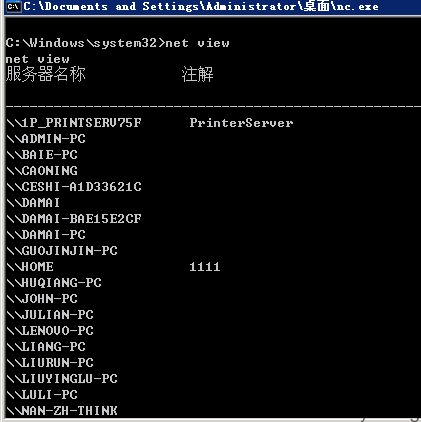 C:\Documents and Settings\Administrator\桌面\nc.exe
C:\Windows\system32>net view
net view
服务器名称 注解
-------------------------------------------------------------------------------
\\1P_PRINTSERV75F PrinterServer
\\ADMIN-PC
\\BAIE-PC
\\CAONING
\\CESHI-A1D33621C
\\DAMAI
\\DAMAI-BAE15E2CF
\\DAMAI-PC
\\GUOJINJIN-PC
\\HOME 1111
\\HUQIANG-PC
\\JOHN-PC
\\JULIAN-PC
\\LENOVO-PC
\\LIANG-PC
\\LIURUN-PC
\\LIUYINGLU-PC
\\LULI-PC
\\NAN-ZH-THINK